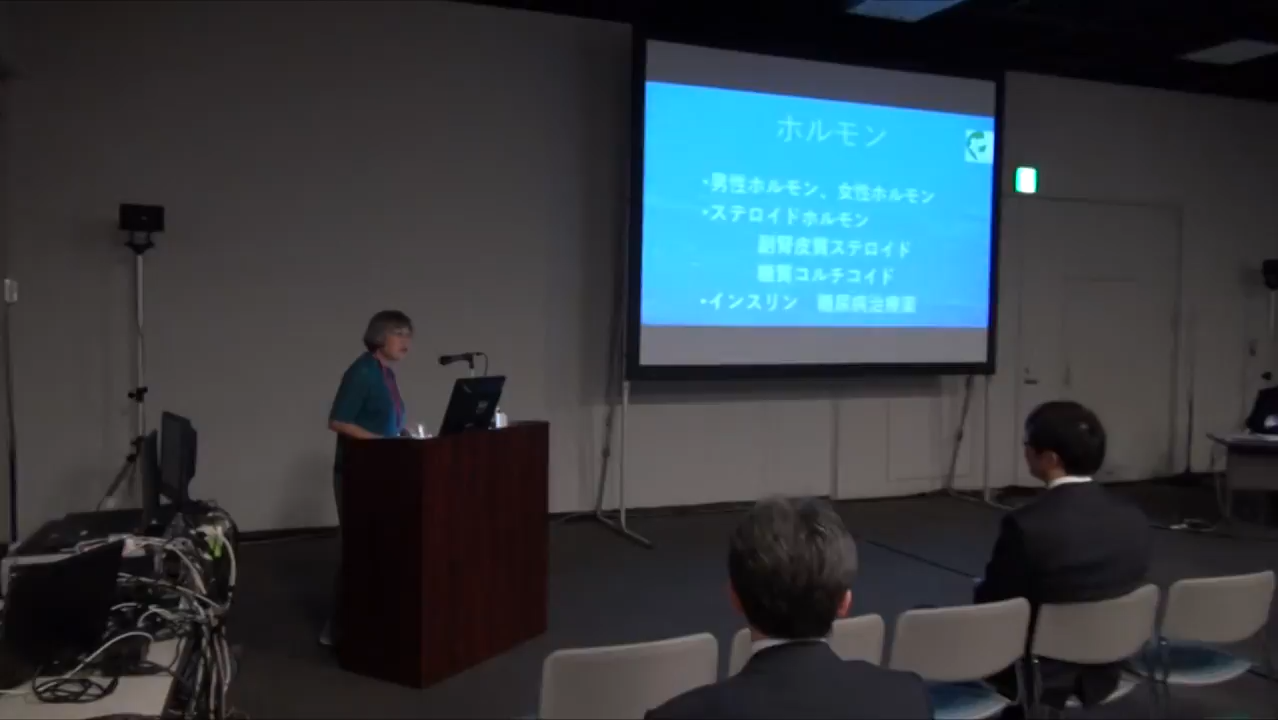 ホルモン
・男性ホルモン、女性ホルモン
・ステロイドホルモン
副腎皮質ステロイド
糖質コルチコイド
・インスリン　糖尿病治療薬